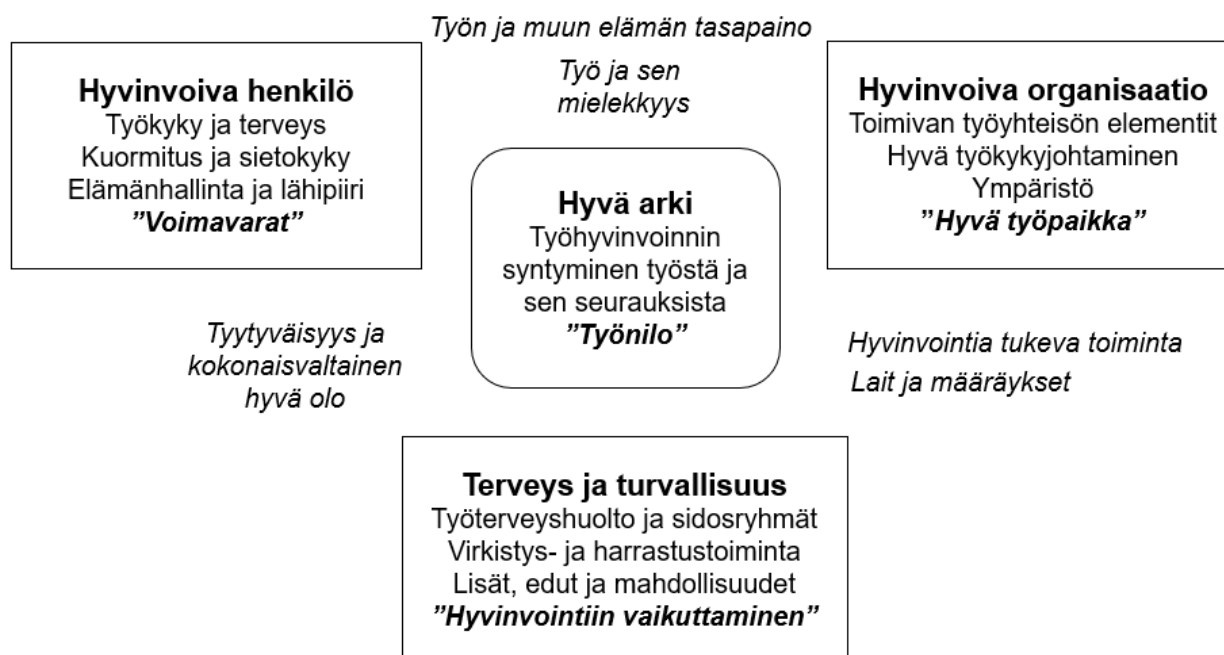 Työn ja muun elämän tasapaino
Työ ja sen
mielekkyys
Hyvinvoiva henkilö
Työkyky ja terveys
Kuormitus ja sietokyky
Elämänhallinta ja lähipiiri
”Voimavarat”
Hyvinvoiva organisaatio
Toimivan työyhteisön elementit
Hyvä työkykyjohtaminen
Ympäristö
”Hyvä työpaikka”
Hyvä arki
Työhyvinvoinnin
syntyminen työstä ja
sen seurauksista
”Työnilo”
Tyytyväisyys ja
kokonaisvaltainen
hyvä olo
Hyvinvointia tukeva toiminta
Lait ja määräykset
Terveys ja turvallisuus
Työterveyshuolto ja sidosryhmät
Virkistys- ja harrastustoiminta
Lisät, edut ja mahdollisuudet
”Hyvinvointiin vaikuttaminen”